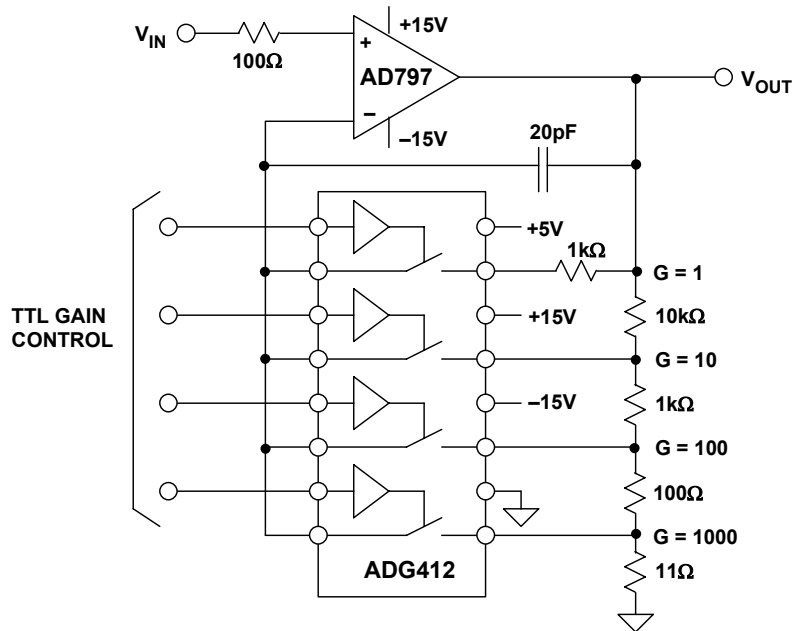 +15V
V_IN
100Ω
+
AD797
−
–15V
V_OUT
20pF
+5V
1kΩ
G = 1
TTL GAIN
CONTROL
+15V
10kΩ
G = 10
–15V
1kΩ
G = 100
100Ω
G = 1000
ADG412
11Ω